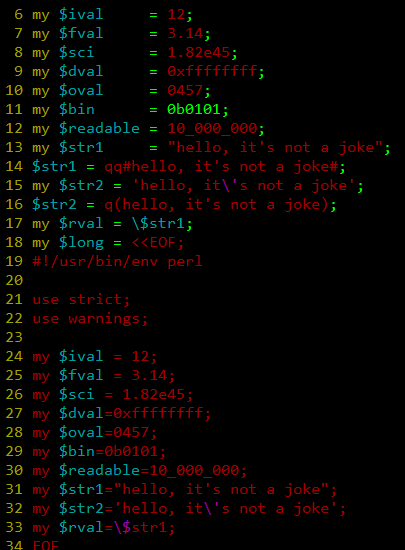 6 my $ival     = 12;
7 my $fval     = 3.14;
8 my $sci      = 1.82e45;
9 my $dval     = 0xffffffff;
10 my $oval     = 0457;
11 my $bin      = 0b0101;
12 my $readable = 10_000_000;
13 my $str1     = "hello, it's not a joke";
14 $str1 = qq#hello, it's not a joke#;
15 my $str2 = 'hello, it\'s not a joke';
16 $str2 = q(hello, it's not a joke);
17 my $rval = \$str1;
18 my $long = <<EOF;
19 #!/usr/bin/env perl
20
21 use strict;
22 use warnings;
23
24 my $ival = 12;
25 my $fval = 3.14;
26 my $sci = 1.82e45;
27 my $dval=0xffffffff;
28 my $oval=0457;
29 my $bin=0b0101;
30 my $readable=10_000_000;
31 my $str1="hello, it's not a joke";
32 my $str2='hello, it\'s not a joke';
33 my $rval=\$str1;
34 EOF